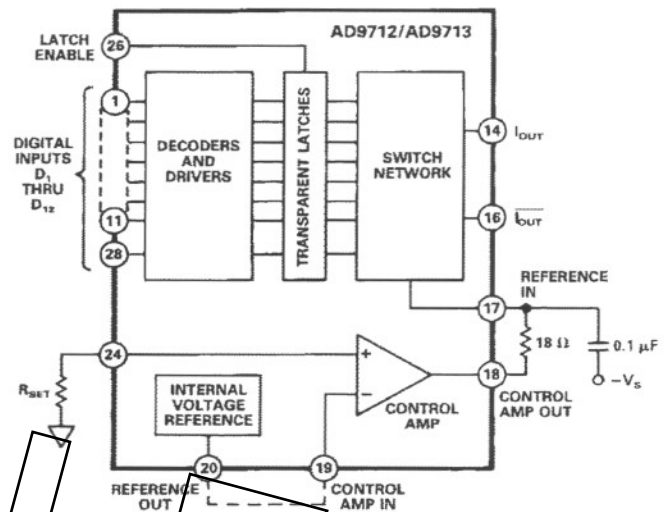 AD9712/AD9713
LATCH
ENABLE
26
1
DIGITAL
INPUTS
D1
THRU
D12
11
28
DECODERS
AND
DRIVERS
TRANSPARENT LATCHES
SWITCH
NETWORK
14
IOUT
16
IOUT
REFERENCE
IN
17
18 Ω
0.1 μF
-VS
18
CONTROL
AMP OUT
24
RSET
INTERNAL
VOLTAGE
REFERENCE
+
−
CONTROL
AMP
20
19
REFERENCE
OUT
CONTROL
AMP IN